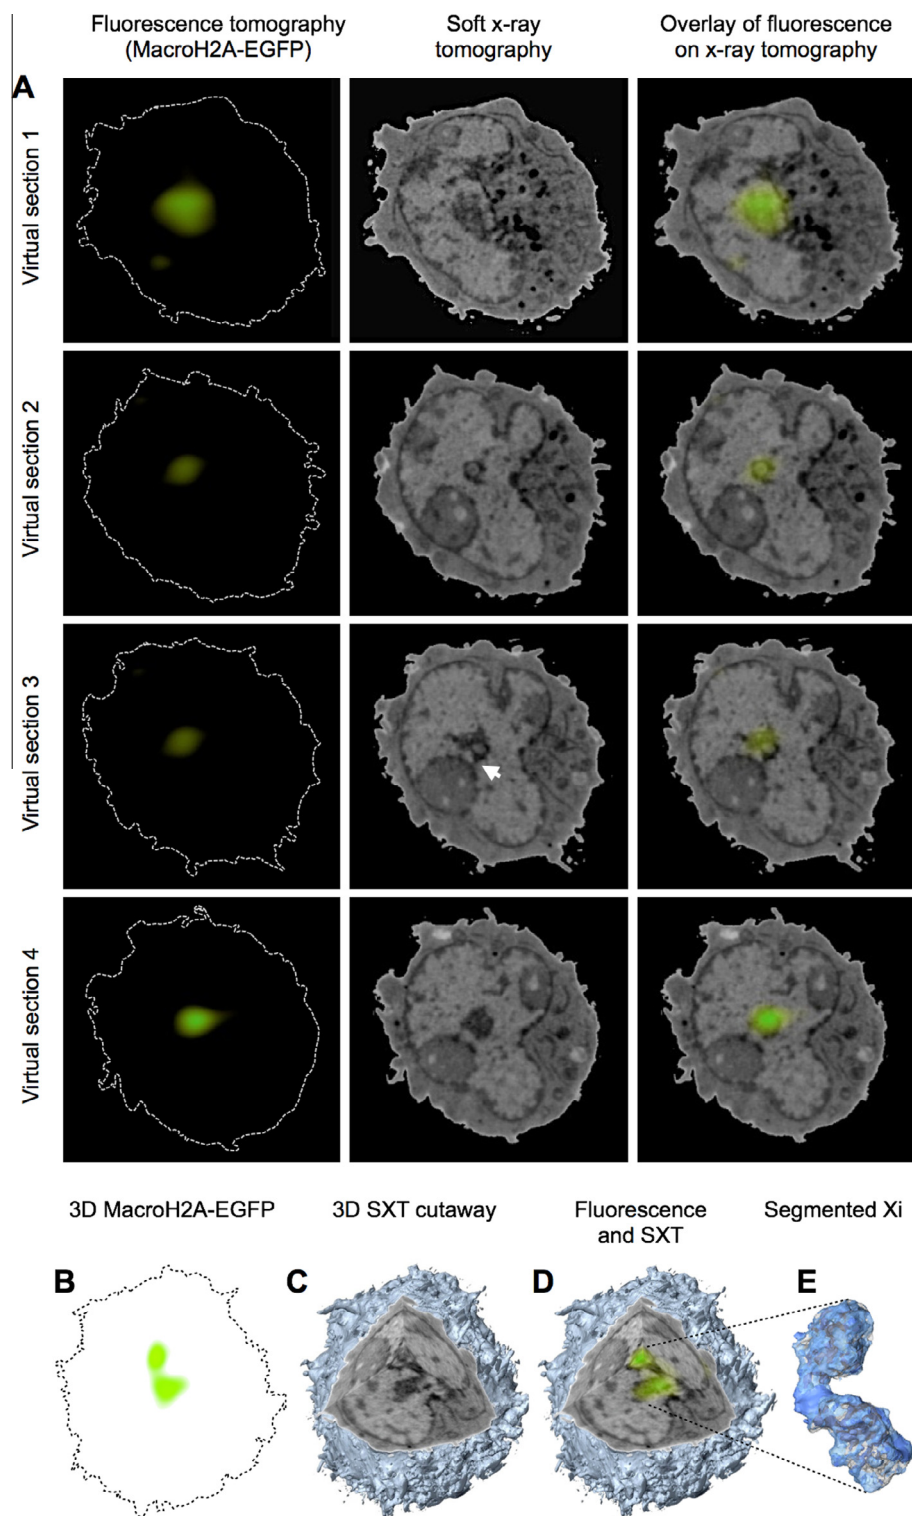 Fluorescence tomography
(MacroH2A-EGFP)
Soft x-ray
tomography
Overlay of fluorescence
on x-ray tomography
A
Virtual section 1
Virtual section 2
Virtual section 3
Virtual section 4
3D MacroH2A-EGFP
3D SXT cutaway
Fluorescence
and SXT
Segmented Xi
B
C
D
E